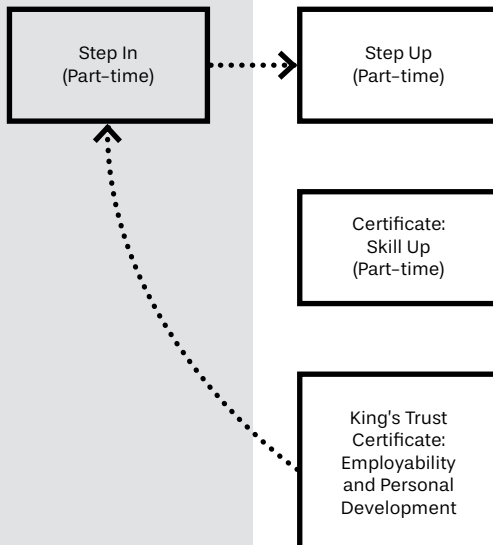 Step In
(Part-time)
Step Up
(Part-time)
Certificate:
Skill Up
(Part-time)
King's Trust
Certificate:
Employability
and Personal
Development